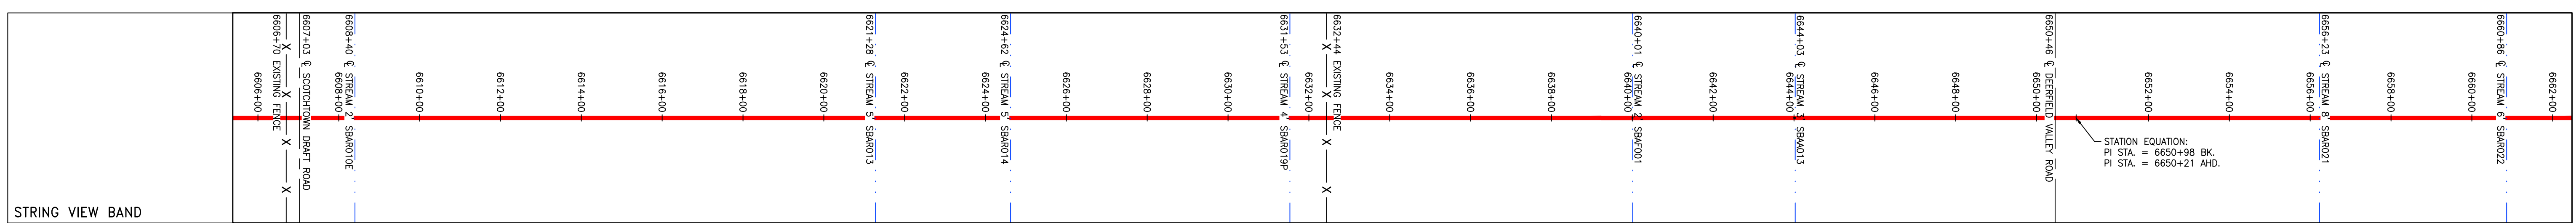 6606+70 EXISTING FENCE
6607+03 ℄ SCOTCHTOWN DRAFT ROAD
6608+40 ℄ STREAM 2' SBAR010E
6621+28 ℄ STREAM 5' SBAR013
6624+62 ℄ STREAM 5' SBAR014
6631+53 ℄ STREAM 4' SBAR019P
6632+44 EXISTING FENCE
6640+01 ℄ STREAM 2' SBAF001
6644+03 ℄ STREAM 3' SBAA013
6650+46 ℄ DEERFIELD VALLEY ROAD
6656+23 ℄ STREAM 8' SBAR021
6660+86 ℄ STREAM 6' SBAR022
6606+00
6608+00
6610+00
6612+00
6614+00
6616+00
6618+00
6620+00
6622+00
6624+00
6626+00
6628+00
6630+00
6632+00
6634+00
6636+00
6638+00
6640+00
6642+00
6644+00
6646+00
6648+00
6650+00
6652+00
6654+00
6656+00
6658+00
6660+00
6662+00
STATION EQUATION:
PI STA. = 6650+98 BK.
PI STA. = 6650+21 AHD.
STRING VIEW BAND